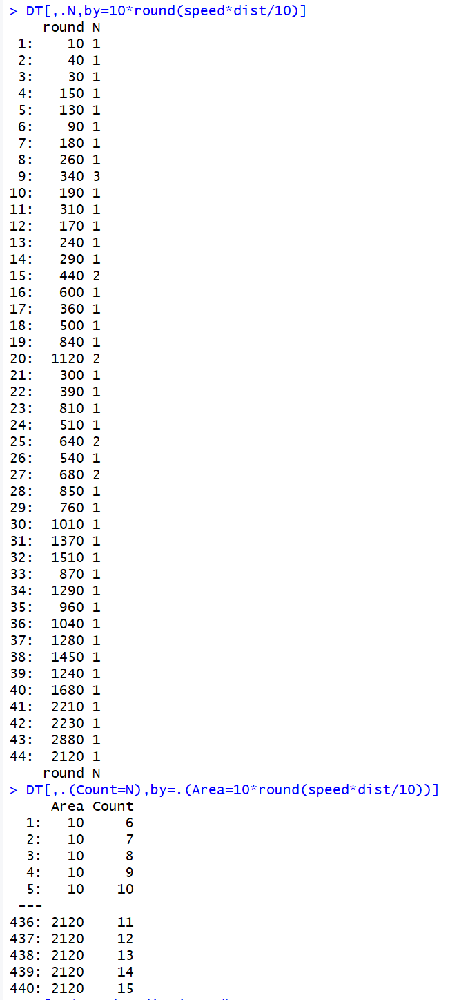 > DT[,.N,by=10*round(speed*dist/10)]
round N
1: 10 1
2: 40 1
3: 30 1
4: 150 1
5: 130 1
6: 90 1
7: 180 1
8: 260 1
9: 340 3
10: 190 1
11: 310 1
12: 170 1
13: 240 1
14: 290 1
15: 440 2
16: 600 1
17: 360 1
18: 500 1
19: 840 1
20: 1120 2
21: 300 1
22: 390 1
23: 810 1
24: 510 1
25: 640 2
26: 540 1
27: 680 2
28: 850 1
29: 760 1
30: 1010 1
31: 1370 1
32: 1510 1
33: 870 1
34: 1290 1
35: 960 1
36: 1040 1
37: 1280 1
38: 1450 1
39: 1240 1
40: 1680 1
41: 2210 1
42: 2230 1
43: 2880 1
44: 2120 1
round N
> DT[,.(Count=N),by=.(Area=10*round(speed*dist/10))]
Area Count
1: 10 6
2: 10 7
3: 10 8
4: 10 9
5: 10 10
---
436: 2120 11
437: 2120 12
438: 2120 13
439: 2120 14
440: 2120 15